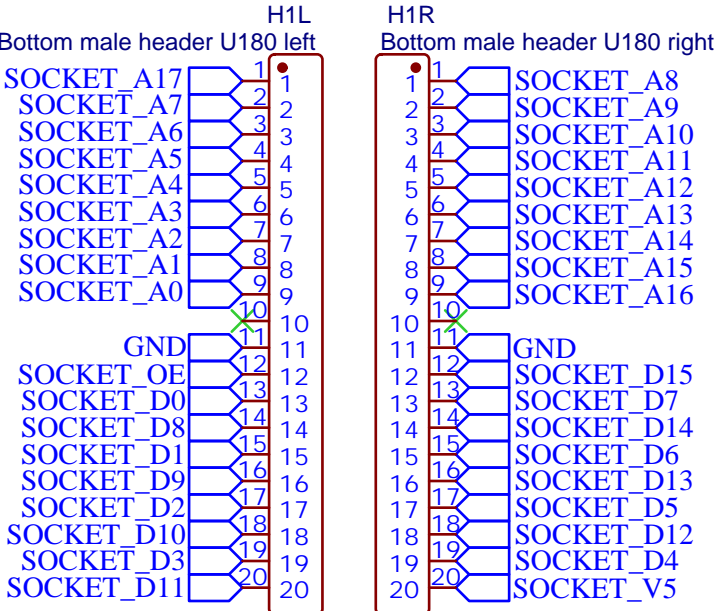 H1L H1R
Bottom male header U180 left Bottom male header U180 right
SOCKET_A17 1 1 1 1 SOCKET_A8
SOCKET_A7 2 2 2 2 SOCKET_A9
SOCKET_A6 3 3 3 3 SOCKET_A10
SOCKET_A5 4 4 4 4 SOCKET_A11
SOCKET_A4 5 5 5 5 SOCKET_A12
SOCKET_A3 6 6 6 6 SOCKET_A13
SOCKET_A2 7 7 7 7 SOCKET_A14
SOCKET_A1 8 8 8 8 SOCKET_A15
SOCKET_A0 9 9 9 9 SOCKET_A16
10 10 10 10
GND 11 11 11 11 GND
SOCKET_OE 12 12 12 12 SOCKET_D15
SOCKET_D0 13 13 13 13 SOCKET_D7
SOCKET_D8 14 14 14 14 SOCKET_D14
SOCKET_D1 15 15 15 15 SOCKET_D6
SOCKET_D9 16 16 16 16 SOCKET_D13
SOCKET_D2 17 17 17 17 SOCKET_D5
SOCKET_D10 18 18 18 18 SOCKET_D12
SOCKET_D3 19 19 19 19 SOCKET_D4
SOCKET_D11 20 20 20 20 SOCKET_V5